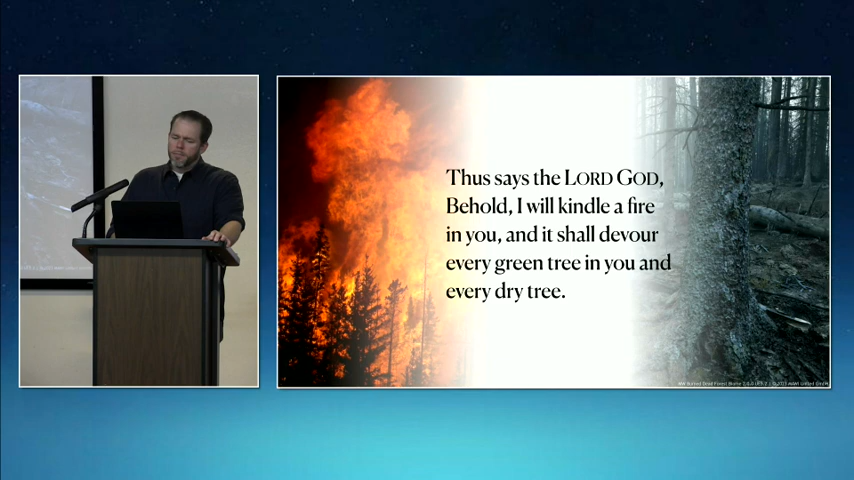 Thus says the LORD GOD,
Behold, I will kindle a fire
in you, and it shall devour
every green tree in you and
every dry tree.